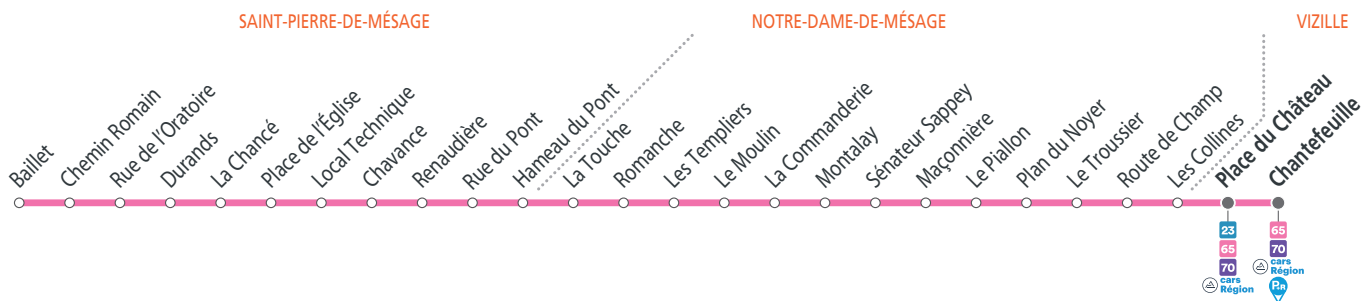 SAINT-PIERRE-DE-MÉSAGE
NOTRE-DAME-DE-MÉSAGE
VIZILLE
Baillet
Chemin Romain
Rue de l'Oratoire
Durands
La Chancé
Place de l'Église
Local Technique
Chavance
Renaudière
Rue du Pont
Hameau du Pont
La Touche
Romanche
Les Templiers
Le Moulin
La Commanderie
Montalay
Sénateur Sappey
Maçonnière
Le Piallon
Plan du Noyer
Le Troussier
Route de Champ
Les Collines
Place du Château
Chantefeuille
23
65
70
cars
Région
65
70
cars
Région
P+R